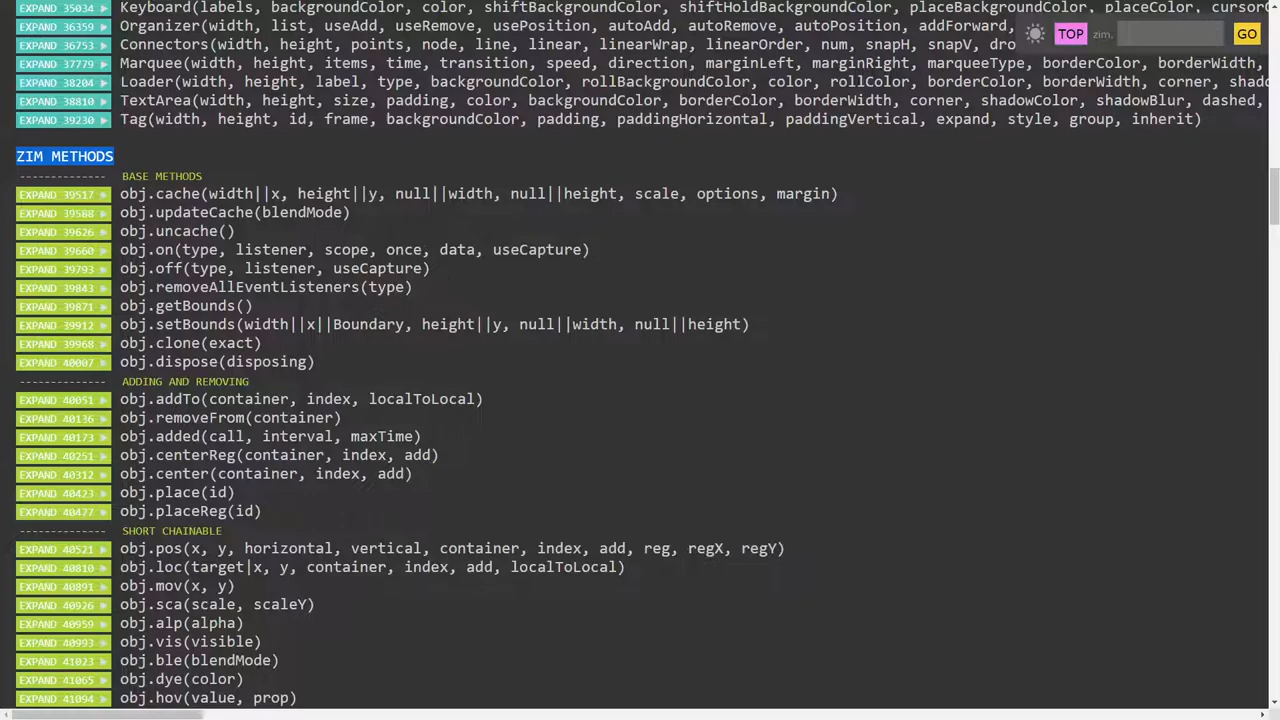 EXPAND 35034 Keyboard(labels, backgroundColor, color, shiftBackgroundColor, shiftHoldBackgroundColor, placeBackgroundColor, placeColor, cursor
EXPAND 36359 Organizer(width, list, useAdd, useRemove, usePosition, autoAdd, autoRemove, autoPosition, addForward,
TOP zim. GO
EXPAND 36753 Connectors(width, height, points, node, line, linear, linearWrap, linearOrder, num, snapH, snapV, dro
EXPAND 37779 Marquee(width, height, items, time, transition, speed, direction, marginLeft, marginRight, marqueeType, borderColor, borderWidth,
EXPAND 38204 Loader(width, height, label, type, backgroundColor, rollBackgroundColor, color, rollColor, borderColor, borderWidth, corner, shado
EXPAND 38810 TextArea(width, height, size, padding, color, backgroundColor, borderColor, borderWidth, corner, shadowColor, shadowBlur, dashed,
EXPAND 39230 Tag(width, height, id, frame, backgroundColor, padding, paddingHorizontal, paddingVertical, expand, style, group, inherit)
ZIM METHODS
-------------- BASE METHODS
EXPAND 39517 obj.cache(width||x, height||y, null||width, null||height, scale, options, margin)
EXPAND 39588 obj.updateCache(blendMode)
EXPAND 39626 obj.uncache()
EXPAND 39660 obj.on(type, listener, scope, once, data, useCapture)
EXPAND 39793 obj.off(type, listener, useCapture)
EXPAND 39843 obj.removeAllEventListeners(type)
EXPAND 39871 obj.getBounds()
EXPAND 39912 obj.setBounds(width||x||Boundary, height||y, null||width, null||height)
EXPAND 39968 obj.clone(exact)
EXPAND 40007 obj.dispose(disposing)
-------------- ADDING AND REMOVING
EXPAND 40051 obj.addTo(container, index, localToLocal)
EXPAND 40136 obj.removeFrom(container)
EXPAND 40173 obj.added(call, interval, maxTime)
EXPAND 40251 obj.centerReg(container, index, add)
EXPAND 40312 obj.center(container, index, add)
EXPAND 40423 obj.place(id)
EXPAND 40477 obj.placeReg(id)
-------------- SHORT CHAINABLE
EXPAND 40521 obj.pos(x, y, horizontal, vertical, container, index, add, reg, regX, regY)
EXPAND 40810 obj.loc(target|x, y, container, index, add, localToLocal)
EXPAND 40891 obj.mov(x, y)
EXPAND 40926 obj.sca(scale, scaleY)
EXPAND 40959 obj.alp(alpha)
EXPAND 40993 obj.vis(visible)
EXPAND 41023 obj.ble(blendMode)
EXPAND 41065 obj.dye(color)
EXPAND 41094 obj.hov(value, prop)